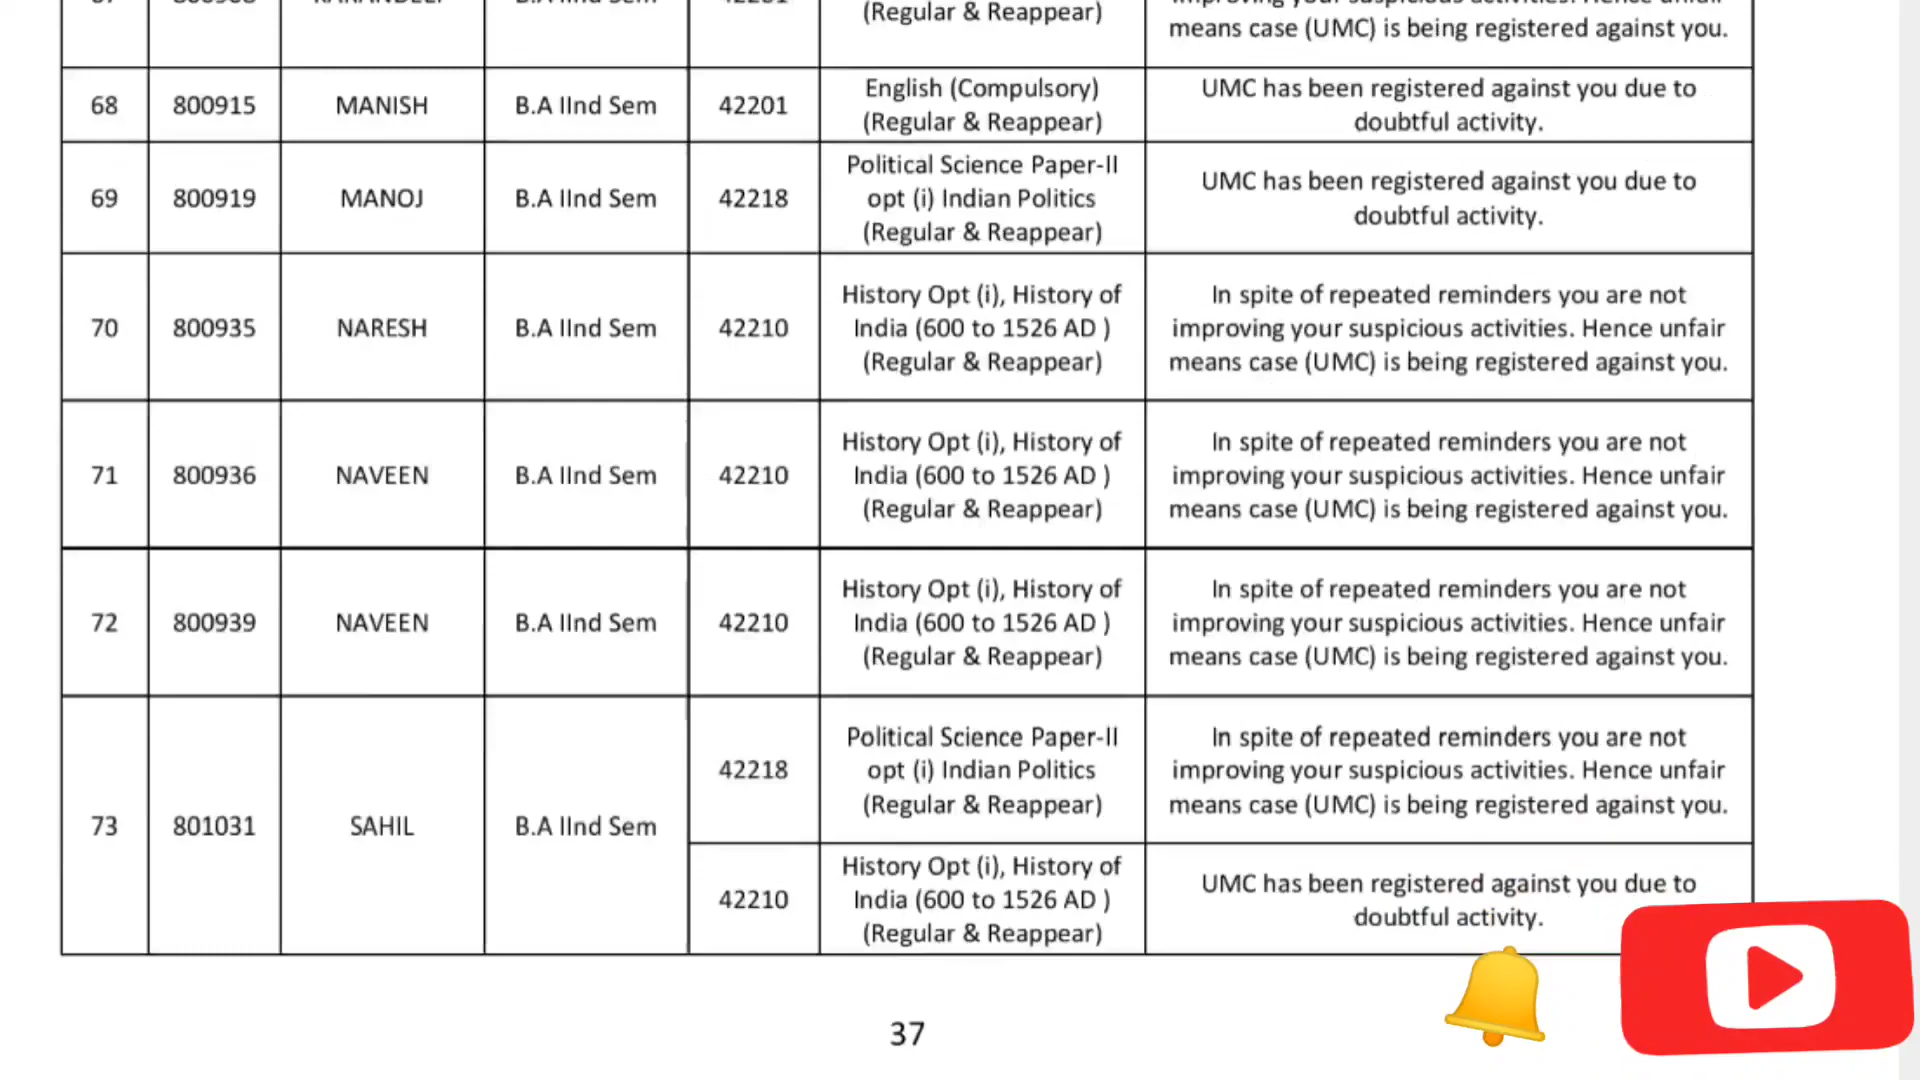 (Regular & Reappear)
means case (UMC) is being registered against you.
68 800915 MANISH B.A IInd Sem 42201 English (Compulsory)
(Regular & Reappear) UMC has been registered against you due to
doubtful activity.
69 800919 MANOJ B.A IInd Sem 42218 Political Science Paper-II
opt (i) Indian Politics
(Regular & Reappear) UMC has been registered against you due to
doubtful activity.
70 800935 NARESH B.A IInd Sem 42210 History Opt (i), History of
India (600 to 1526 AD )
(Regular & Reappear) In spite of repeated reminders you are not
improving your suspicious activities. Hence unfair
means case (UMC) is being registered against you.
71 800936 NAVEEN B.A IInd Sem 42210 History Opt (i), History of
India (600 to 1526 AD )
(Regular & Reappear) In spite of repeated reminders you are not
improving your suspicious activities. Hence unfair
means case (UMC) is being registered against you.
72 800939 NAVEEN B.A IInd Sem 42210 History Opt (i), History of
India (600 to 1526 AD )
(Regular & Reappear) In spite of repeated reminders you are not
improving your suspicious activities. Hence unfair
means case (UMC) is being registered against you.
73 801031 SAHIL B.A IInd Sem 42218 Political Science Paper-II
opt (i) Indian Politics
(Regular & Reappear) In spite of repeated reminders you are not
improving your suspicious activities. Hence unfair
means case (UMC) is being registered against you.
42210 History Opt (i), History of
India (600 to 1526 AD )
(Regular & Reappear) UMC has been registered against you due to
doubtful activity.
37